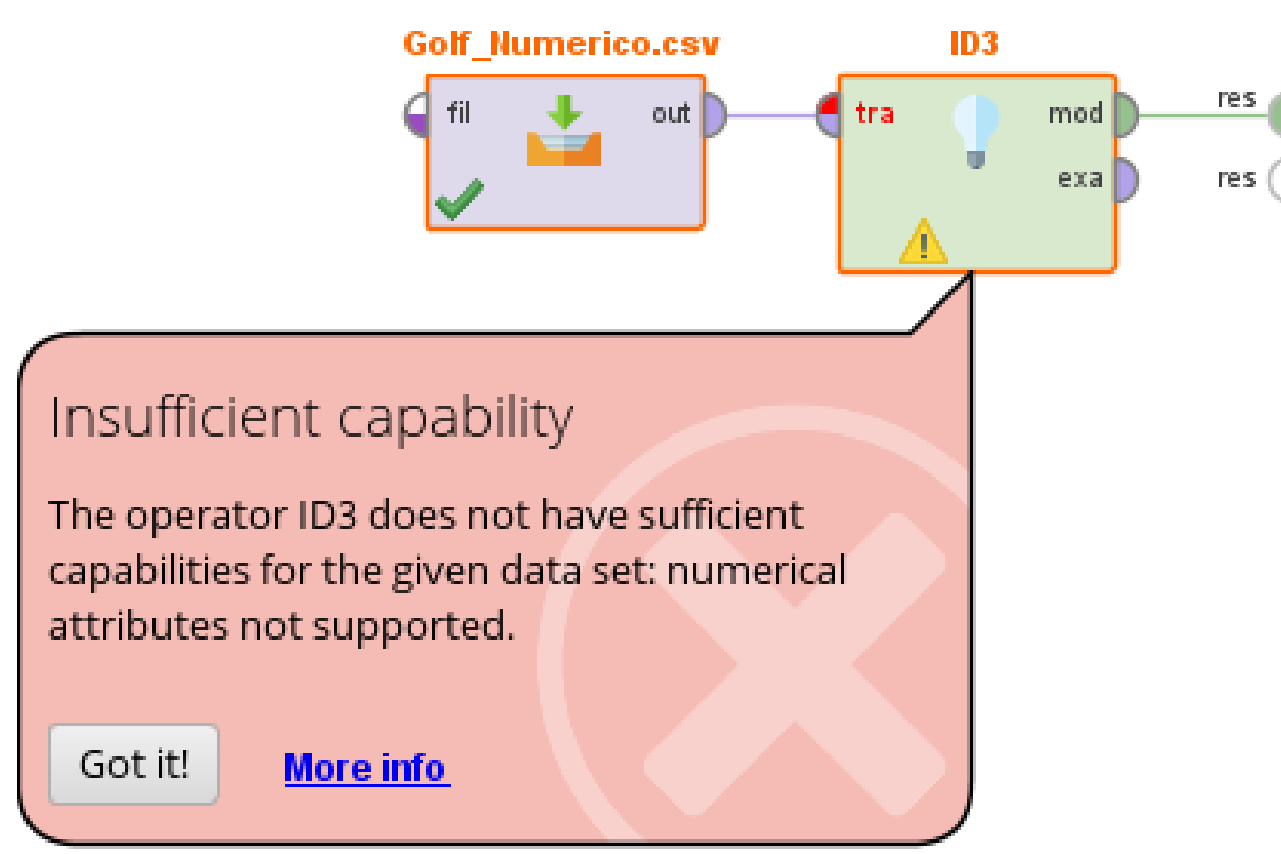 Golf_Numerico.csv
ID3
fil
out
tra
mod
res
exa
res
Insufficient capability
The operator ID3 does not have sufficient
capabilities for the given data set: numerical
attributes not supported.
Got it!
More info